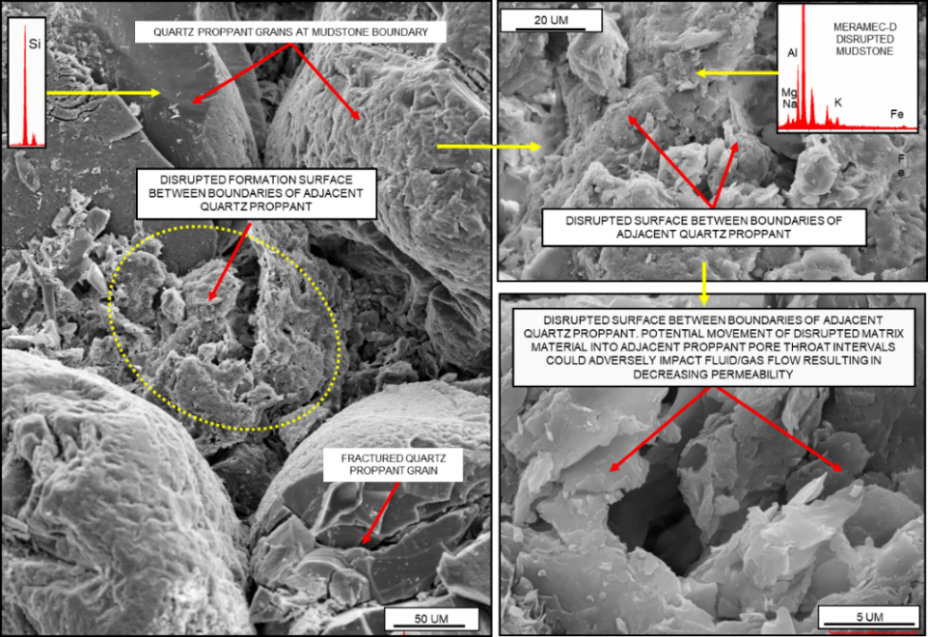 Si
QUARTZ PROPPANT GRAINS AT MUDSTONE BOUNDARY
DISRUPTED FORMATION SURFACE
BETWEEN BOUNDARIES OF ADJACENT
QUARTZ PROPPANT
FRACTURED QUARTZ
PROPPANT GRAIN
50 UM
20 UM
MERAMEC-D
DISRUPTED
MUDSTONE
Al
Mg
Na
K
Fe
Fe
DISRUPTED SURFACE BETWEEN BOUNDARIES OF
ADJACENT QUARTZ PROPPANT
DISRUPTED SURFACE BETWEEN BOUNDARIES OF ADJACENT
QUARTZ PROPPANT. POTENTIAL MOVEMENT OF DISRUPTED MATRIX
MATERIAL INTO ADJACENT PROPPANT PORE THROAT INTERVALS
COULD ADVERSELY IMPACT FLUID/GAS FLOW RESULTING IN
DECREASING PERMEABILITY
5 UM